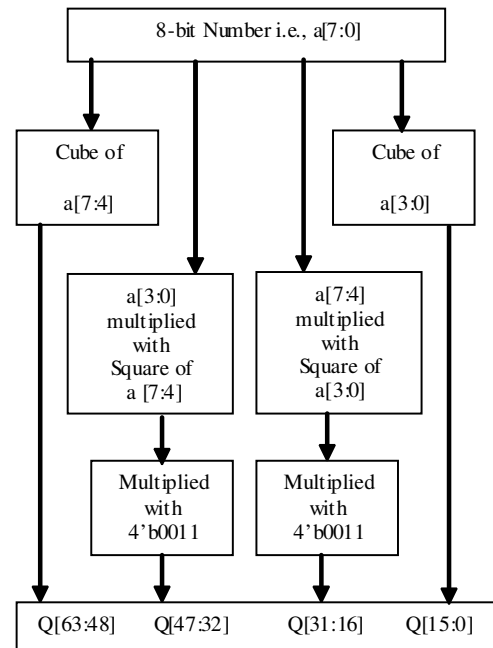 8-bit Number i.e., a[7:0]
Cube of
a[7:4]
Cube of
a[3:0]
a[3:0]
multiplied
with
Square of
a [7:4]
a[7:4]
multiplied
with
Square of
a[3:0]
Multiplied
with
4’b0011
Multiplied
with
4’b0011
Q[63:48] Q[47:32] Q[31:16] Q[15:0]